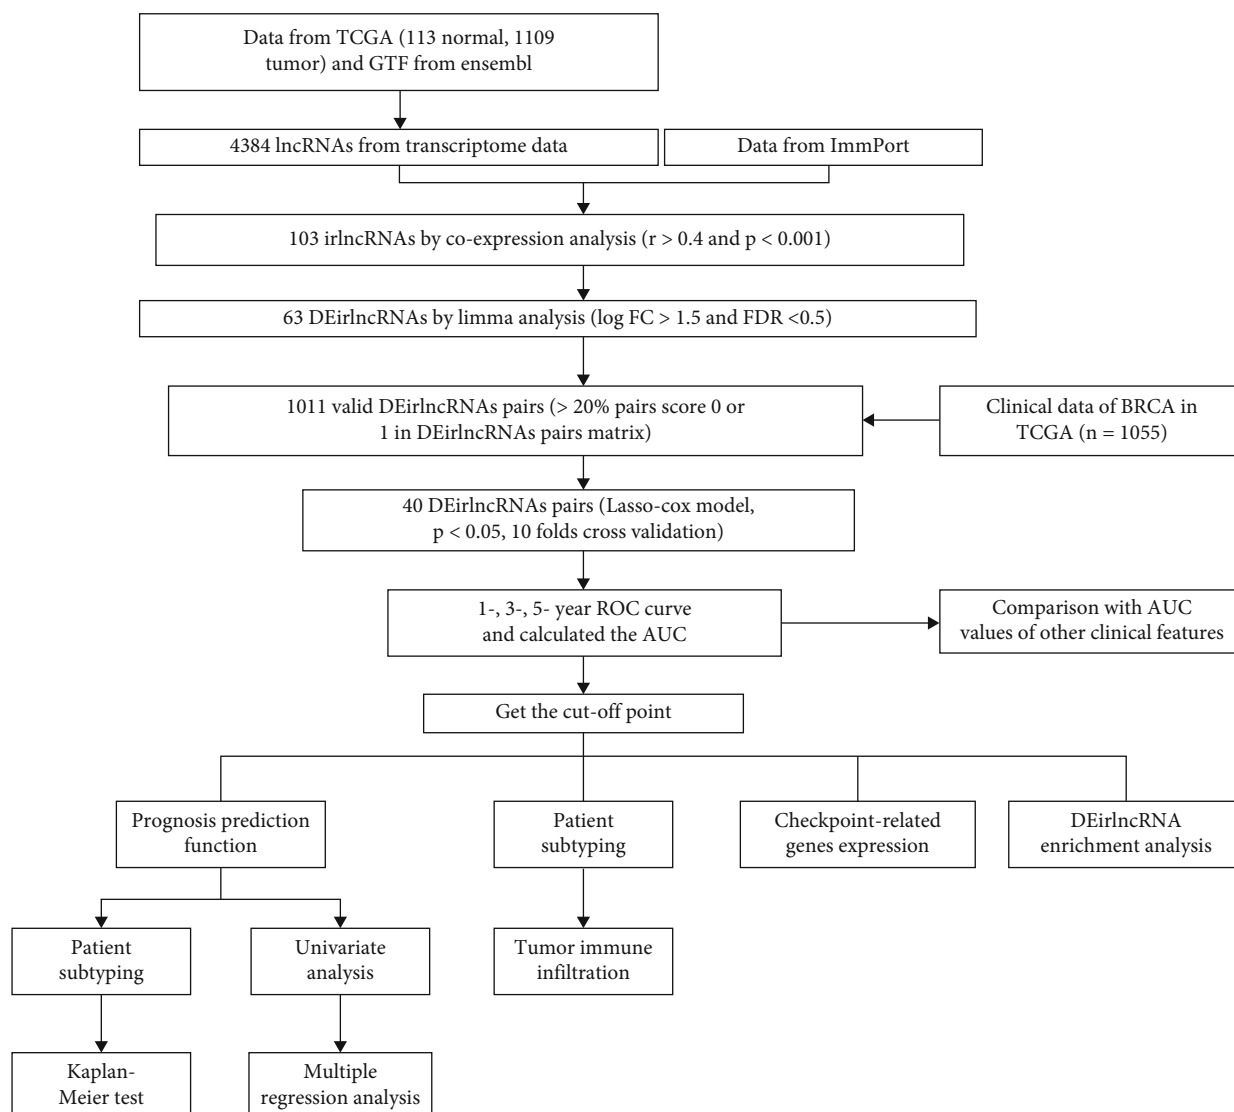 Data from TCGA (113 normal, 1109
tumor) and GTF from ensembl
4384 lncRNAs from transcriptome data
Data from ImmPort
103 irlncRNAs by co-expression analysis (r > 0.4 and p < 0.001)
63 DEirlncRNAs by limma analysis (log FC > 1.5 and FDR <0.5)
1011 valid DEirlncRNAs pairs (> 20% pairs score 0 or
1 in DEirlncRNAs pairs matrix)
Clinical data of BRCA in
TCGA (n = 1055)
40 DEirlncRNAs pairs (Lasso-cox model,
p < 0.05, 10 folds cross validation)
1-, 3-, 5- year ROC curve
and calculated the AUC
Comparison with AUC
values of other clinical features
Get the cut-off point
Prognosis prediction
function
Patient
subtyping
Checkpoint-related
genes expression
DEirlncRNA
enrichment analysis
Patient
subtyping
Univariate
analysis
Tumor immune
infiltration
Kaplan-
Meier test
Multiple
regression analysis